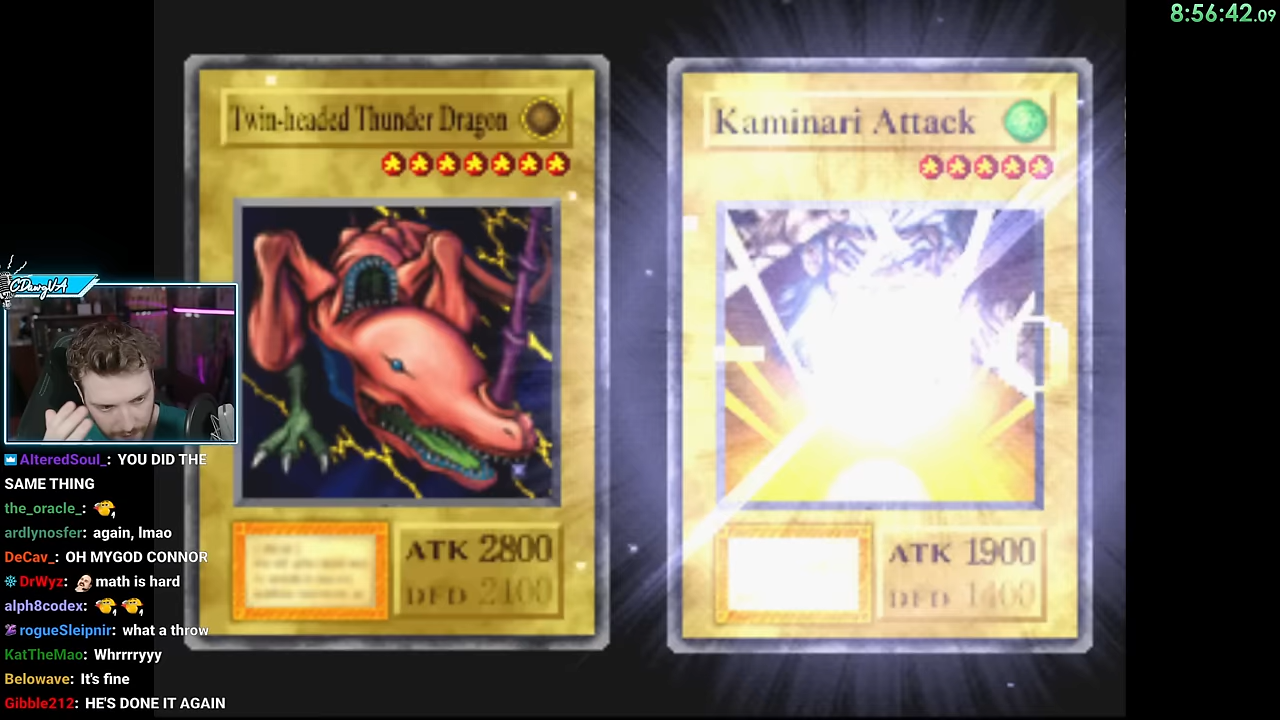 8:56:42.09
Twin-headed Thunder Dragon
Kaminari Attack
CDawgVA
AlteredSoul_: YOU DID THE
SAME THING
the_oracle_:
ardlynosfer: again, lmao
DeCav_: OH MYGOD CONNOR
DrWyz: math is hard
alph8codex:
rogueSleipnir: what a throw
KatTheMao: Whrrrryyy
Belowave: It's fine
Gibble212: HE'S DONE IT AGAIN
ATK 2800
DFD 2100
ATK 1900
DFD 1400